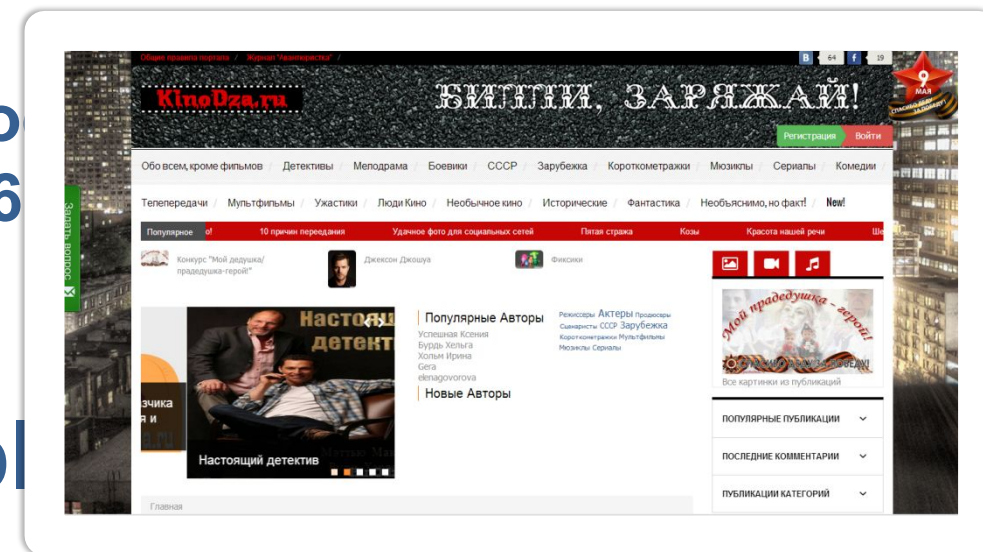 Общие правила портала / Журнал "Авантюристка" /
В 64 f 19
KinoDza.ru
БИППИ, ЗАРЯЖАЙ!
9
МАЯ
Регистрация Войти
Обо всем, кроме фильмов / Детективы / Мелодрама / Боевики / СССР / Зарубежка / Короткометражки / Мюзиклы / Сериалы / Комедии /
Телепередачи / Мультфильмы / Ужастики / Люди Кино / Необычное кино / Исторические / Фантастика / Необъяснимо, но факт! / New!
Задать вопрос
Популярное о! 10 причин переедания Удачное фото для социальных сетей Пятая стража Козы Красота нашей речи Ше
Конкурс "Мой дедушка/
прадедушка-герой!"
Джексон Джошуа
Фиксики
Настоящ
детект
зчика
я и
Настоящий детектив
Популярные Авторы
Успешная Ксения
Бурдь Хельга
Хольм Ирина
Gera
elenagovorova
Новые Авторы
Режиссеры Актеры Продюсеры
Сценаристы СССР Зарубежка
Короткометражки Мультфильмы
Мюзиклы Сериалы
Мой прадедушка - герой!
Все картинки из публикаций
ПОПУЛЯРНЫЕ ПУБЛИКАЦИИ
ПОСЛЕДНИЕ КОММЕНТАРИИ
ПУБЛИКАЦИИ КАТЕГОРИЙ
Главная